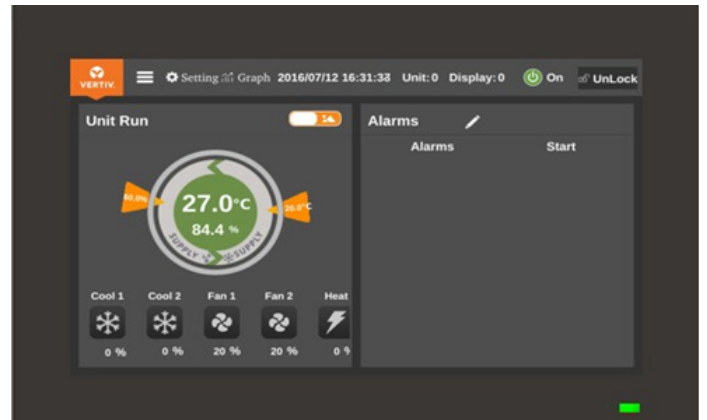 VERTIV.
Setting Graph 2016/07/12 16:31:33 Unit:0 Display:0 On UnLock
Unit Run
Alarms
Alarms Start
27.0°C
84.4 %
SUPPLY SUPPLY
Cool 1 Cool 2 Fan 1 Fan 2 Heat
0 % 0 % 20 % 20 % 0 %